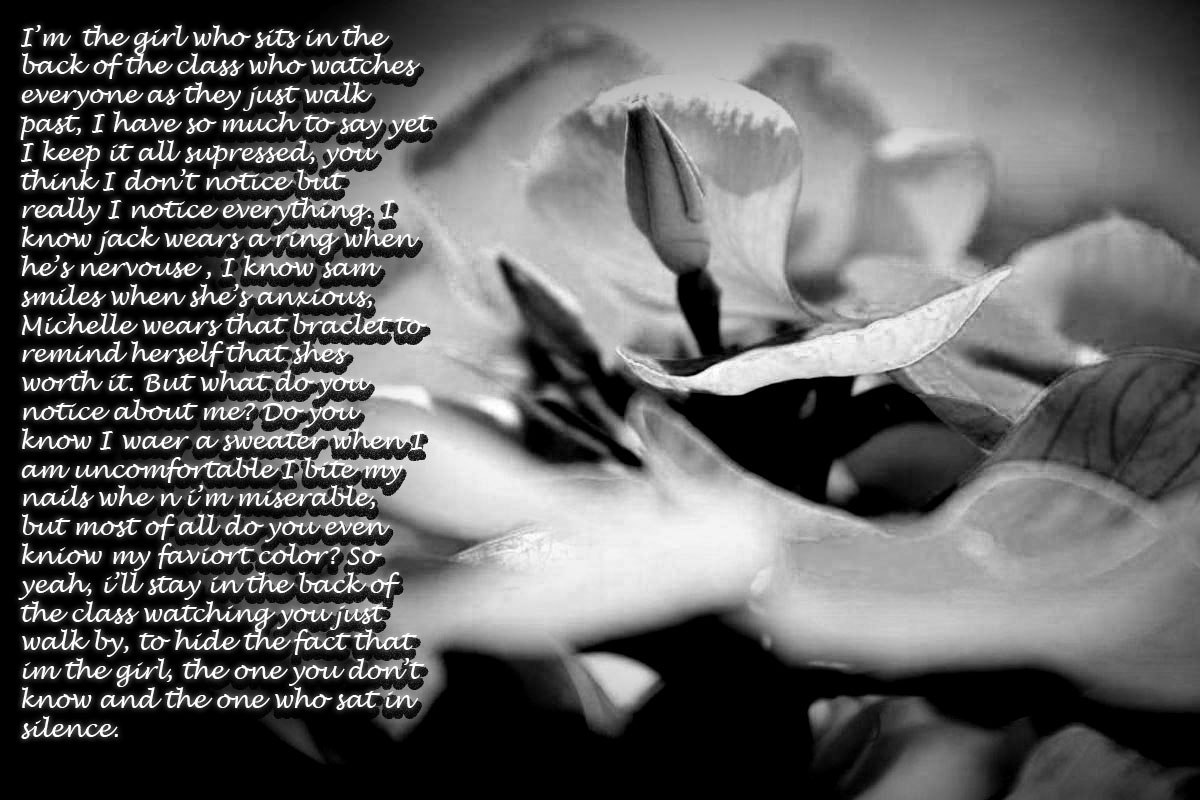 I'm the girl who sits in the
back of the class who watches
everyone as they just walk
past, I have so much to say yet
I keep it all supressed, you
think I don't notice but
really I notice everything. I
know jack wears a ring when
he's nervouse , I know sam
smiles when she's anxious,
Michelle wears that braclet to
remind herself that shes
worth it. But what do you
notice about me? Do you
know I waer a sweater when I
am uncomfortable I bite my
nails whe n i'm miserable,
but most of all do you even
kniow my faviort color? So
yeah, i'll stay in the back of
the class watching you just
walk by, to hide the fact that
im the girl, the one you don't
know and the one who sat in
silence.